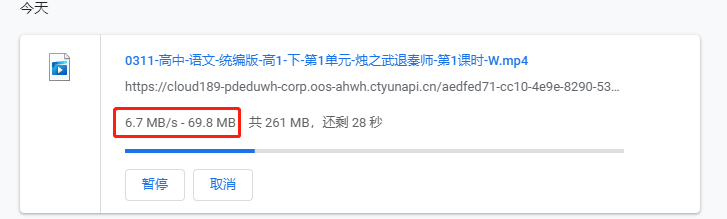 今天
0311-高中-语文-统编版-高1-下-第1单元-烛之武退秦师-第1课时-W.mp4
https://cloud189-pdeduwh-corp.oos-ahwh.ctyunapi.cn/aedfed71-cc10-4e9e-8290-53...
6.7 MB/s - 69.8 MB 共 261 MB，还剩 28 秒
暂停 取消